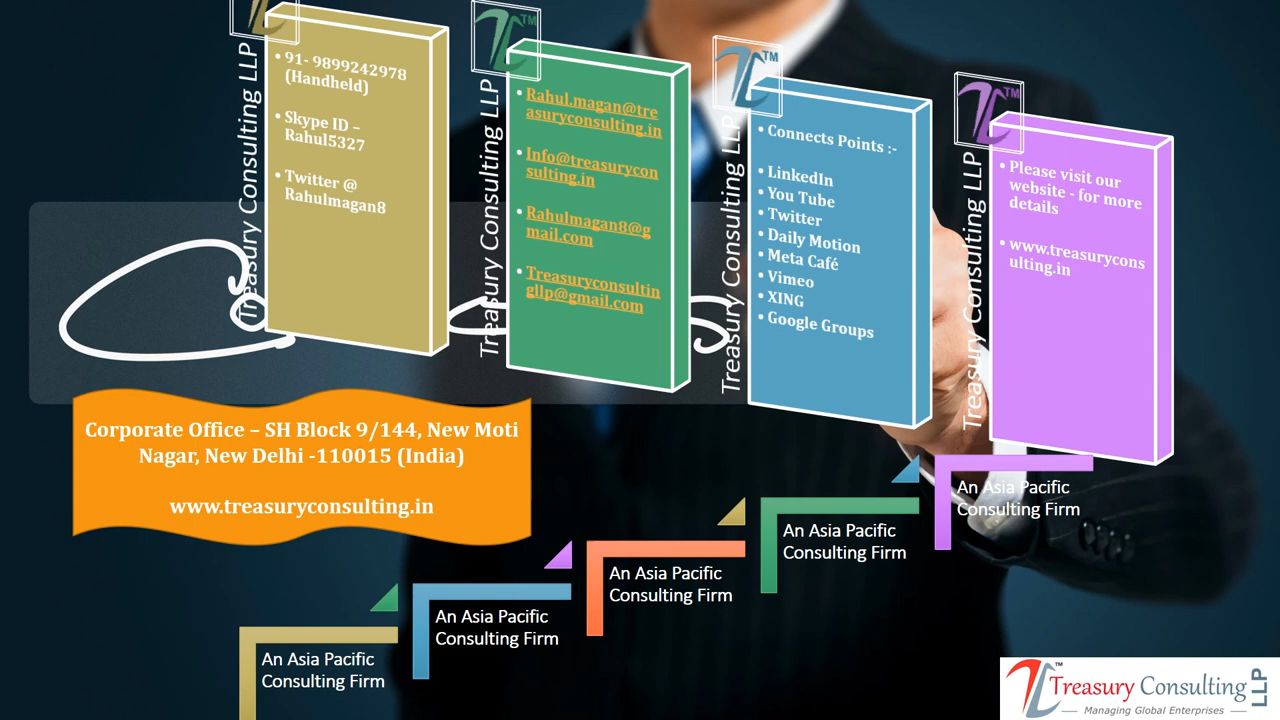 Treasury Consulting LLP
• 91- 9899242978
(Handheld)
• Skype ID –
Rahul5327
• Twitter @
Rahulmagan8
TM
Treasury Consulting LLP
• Rahul.magan@tre
asuryconsulting.in
• Info@treasurycon
sulting.in
• Rahulmagan8@g
mail.com
• Treasuryconsultin
gllp@gmail.com
TM
Treasury Consulting LLP
• Connects Points :-
• LinkedIn
• You Tube
• Twitter
• Daily Motion
• Meta Café
• Vimeo
• XING
• Google Groups
TM
Treasury Consulting LLP
• Please visit our
website - for more
details
• www.treasurycons
ulting.in
Corporate Office – SH Block 9/144, New Moti
Nagar, New Delhi -110015 (India)
www.treasuryconsulting.in
An Asia Pacific
Consulting Firm
An Asia Pacific
Consulting Firm
An Asia Pacific
Consulting Firm
An Asia Pacific
Consulting Firm
An Asia Pacific
Consulting Firm
TM
Treasury Consulting LLP
Managing Global Enterprises